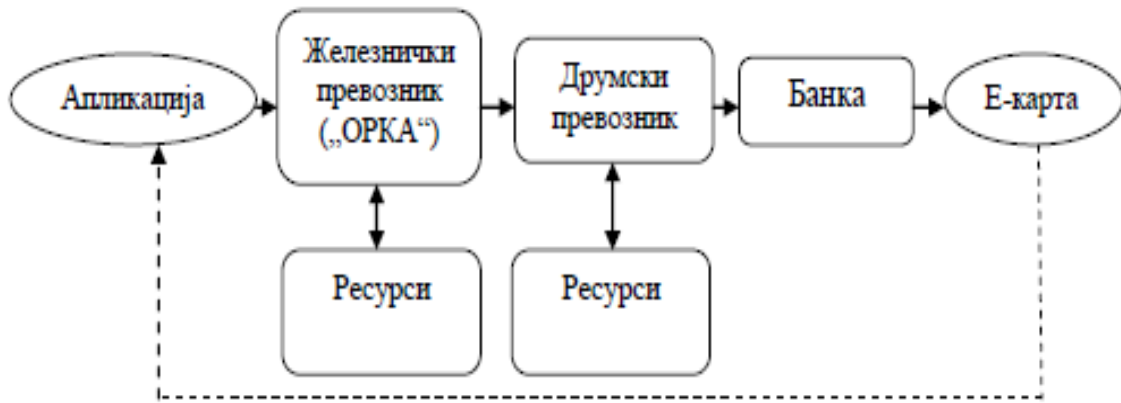 Апликација
Железнички
превозник
(„ОРКА“)
Друмски
превозник
Банка
Е-карта
Ресурси
Ресурси